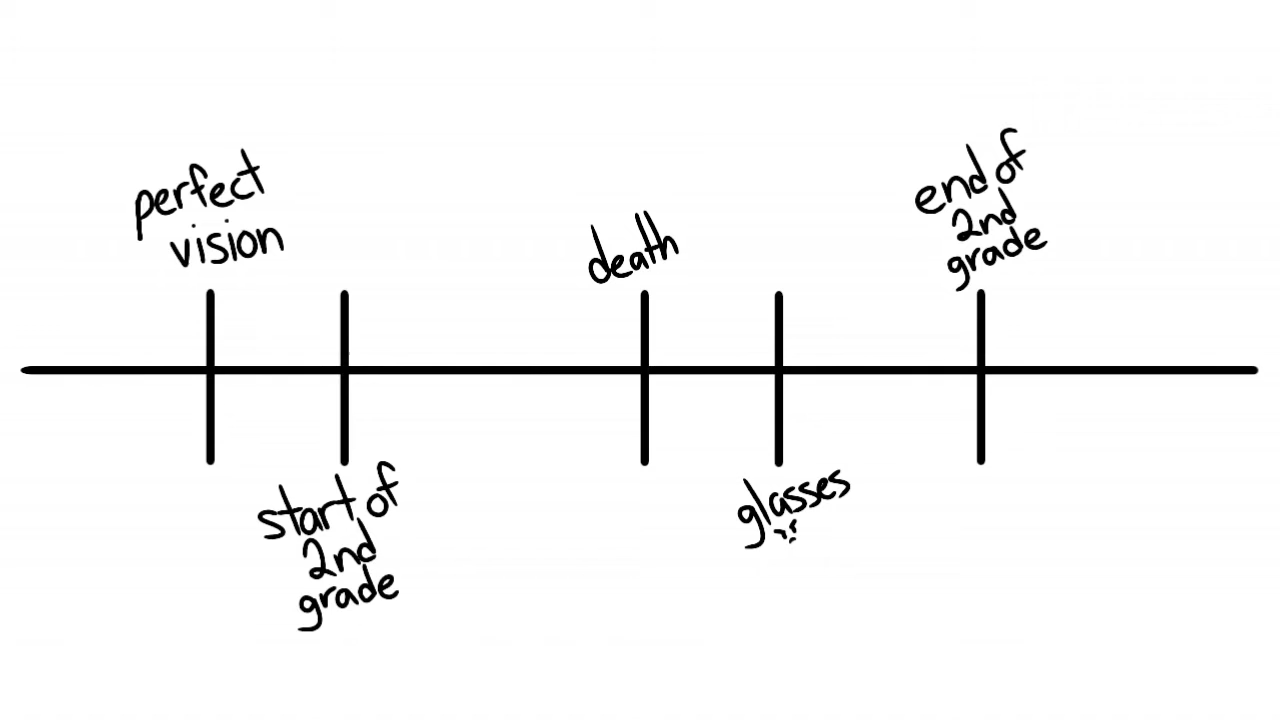 perfect
vision
start of
2nd
grade
death
glasses
end of
2nd
grade